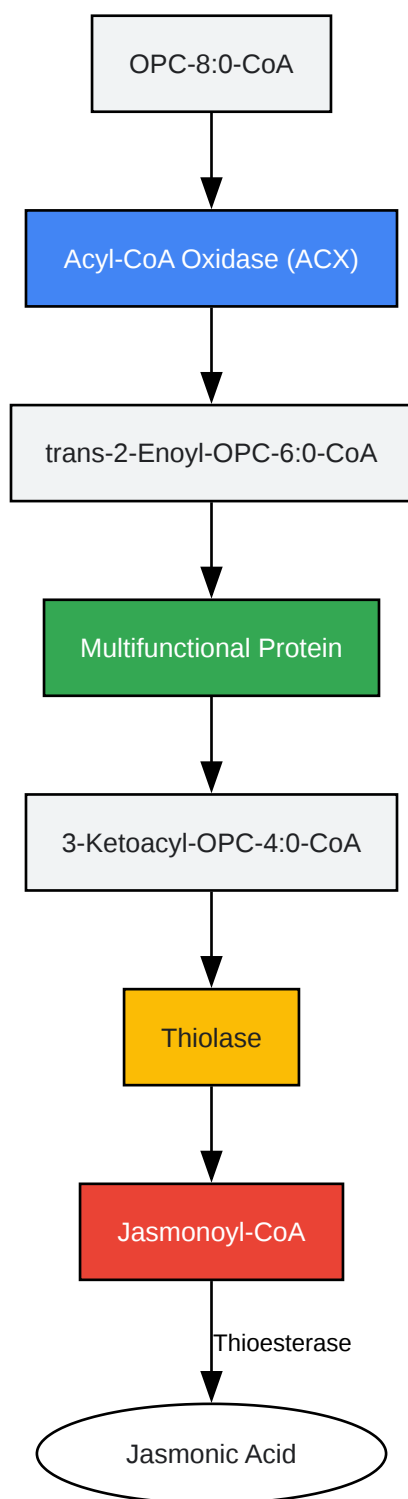 OPC-8:0-CoA
Acyl-CoA Oxidase (ACX)
trans-2-Enoyl-OPC-6:0-CoA
Multifunctional Protein
3-Ketoacyl-OPC-4:0-CoA
Thiolase
Jasmonoyl-CoA
Thioesterase
Jasmonic Acid